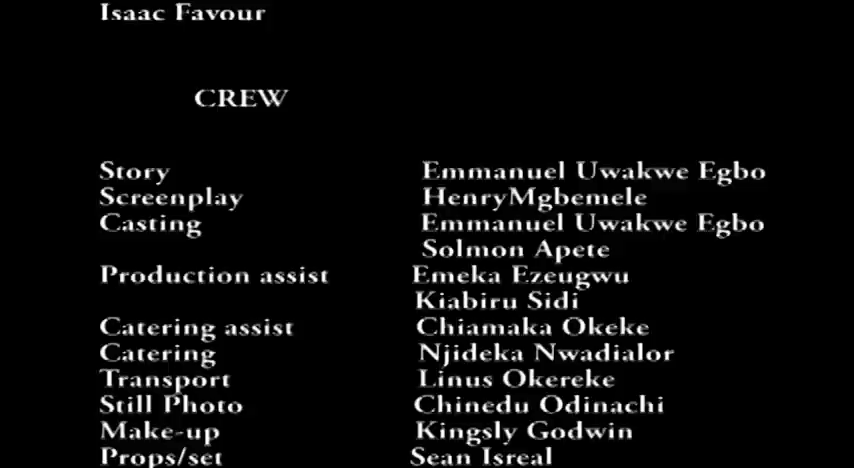 Isaac Favour
CREW
Story Emmanuel Uwakwe Egbo
Screenplay HenryMgbemele
Casting Emmanuel Uwakwe Egbo
Solmon Apete
Production assist Emeka Ezeugwu
Kiabiru Sidi
Catering assist Chiamaka Okeke
Catering Njideka Nwadialor
Transport Linus Okereke
Still Photo Chinedu Odinachi
Make-up Kingsly Godwin
Props/set Sean Isreal